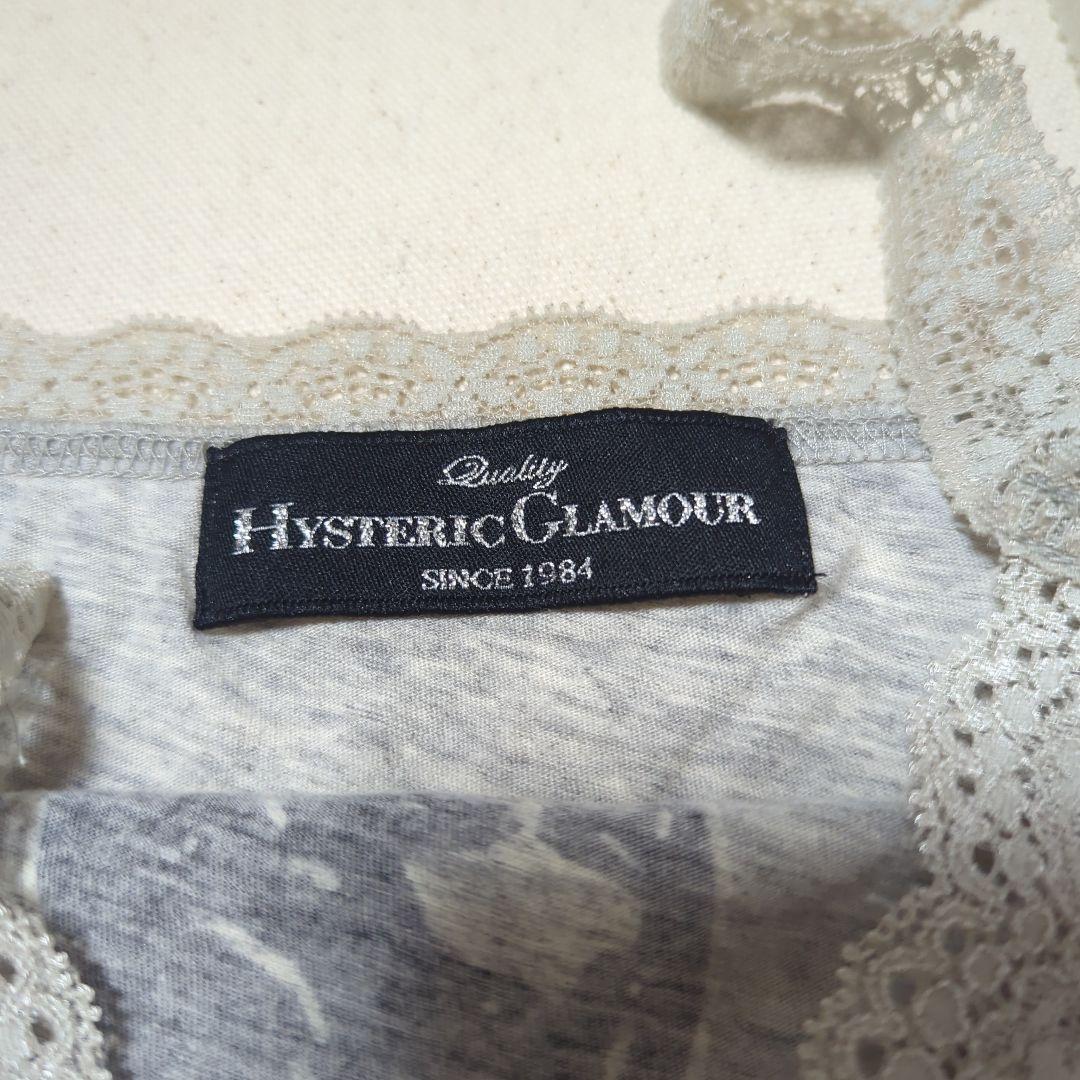 Quality
HYSTERIC GLAMOUR
SINCE 1984